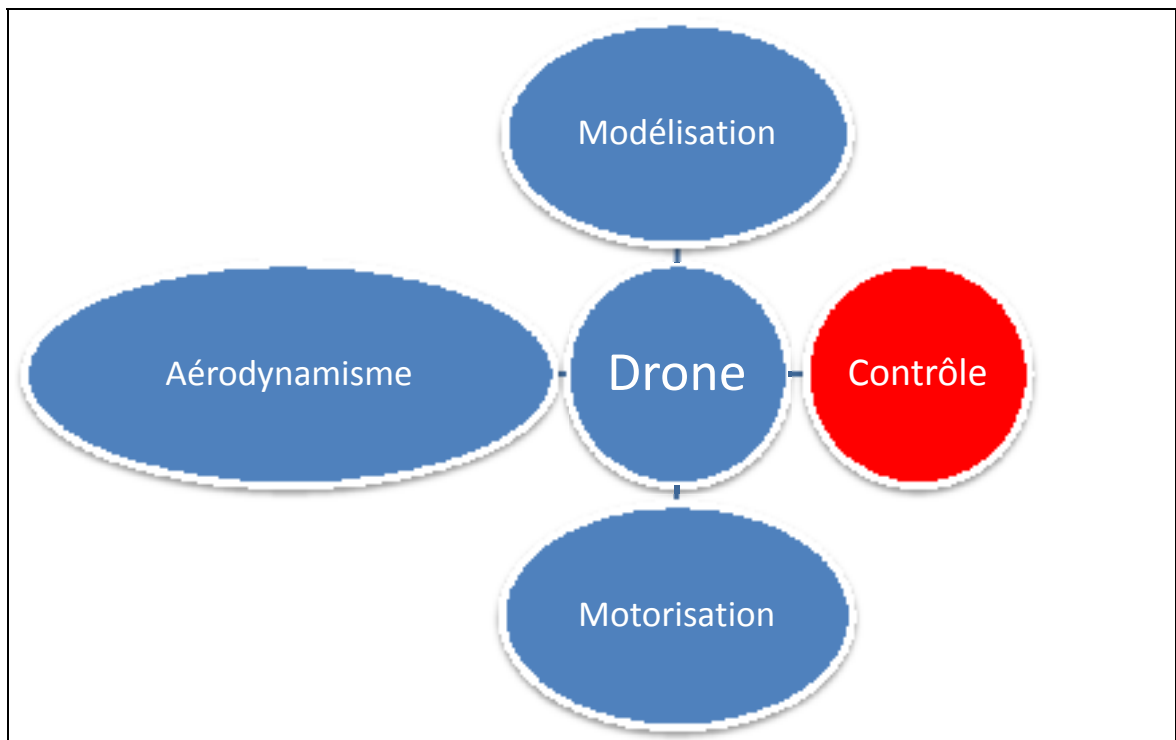 Modélisation
Aérodynamisme
Drone
Contrôle
Motorisation